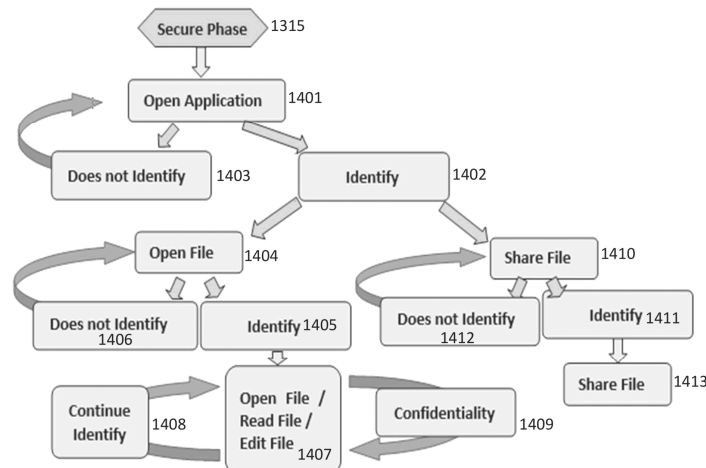 Secure Phase 1315
Open Application 1401
Does not Identify 1403
Identify 1402
Open File 1404
Share File 1410
Does not Identify
1406
Identify 1405
Does not Identify
1412
Identify 1411
Share File 1413
Continue
Identify 1408
Open File /
Read File /
Edit File 1407
Confidentiality 1409